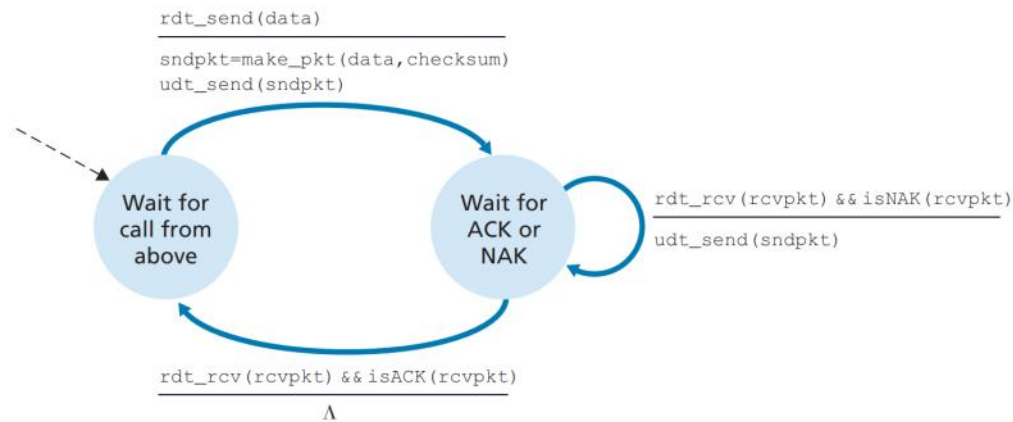 rdt_send(data)
sndpkt=make_pkt(data,checksum)
udt_send(sndpkt)
Wait for
call from
above
Wait for
ACK or
NAK
rdt_rcv(rcvpkt)&&isNAK(rcvpkt)
udt_send(sndpkt)
rdt_rcv(rcvpkt)&&isACK(rcvpkt)
Λ